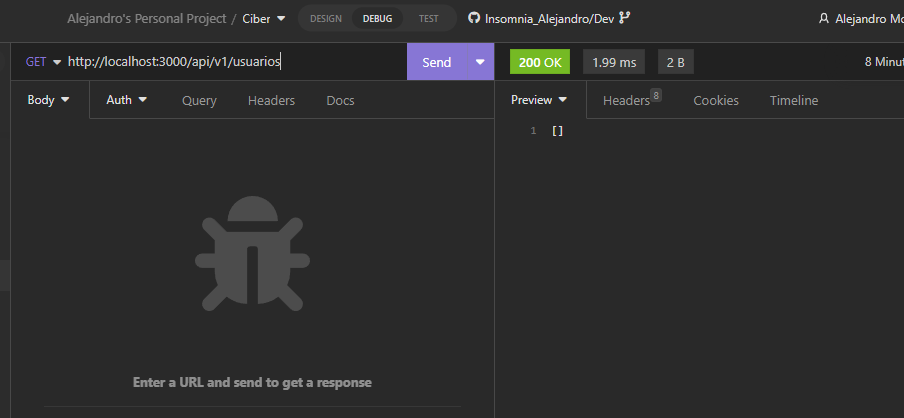 Alejandro's Personal Project / Ciber DESIGN DEBUG TEST Insomnia_Alejandro/Dev Alejandro Mo
GET http://localhost:3000/api/v1/usuarios Send 200 OK 1.99 ms 2 B 8 Minut
Body Auth Query Headers Docs Preview Headers 8 Cookies Timeline
1 []
Enter a URL and send to get a response